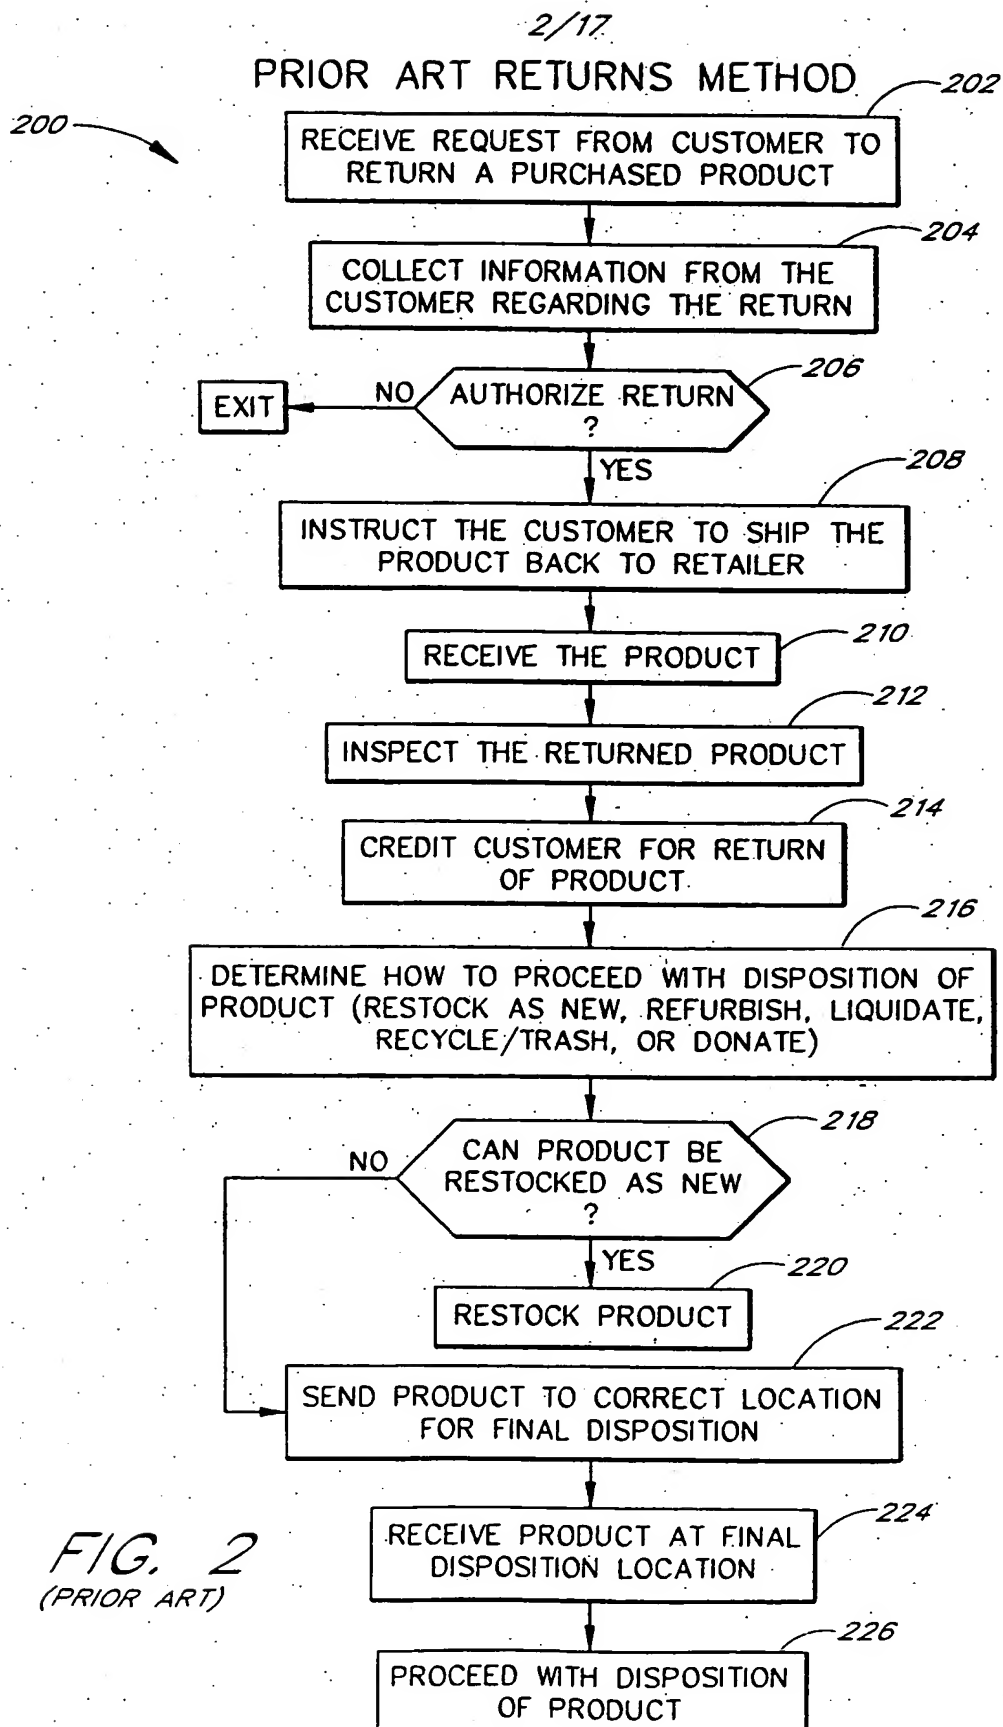 2/17
PRIOR ART RETURNS METHOD
200
202
RECEIVE REQUEST FROM CUSTOMER TO
RETURN A PURCHASED PRODUCT
204
COLLECT INFORMATION FROM THE
CUSTOMER REGARDING THE RETURN
206
AUTHORIZE RETURN
?
NO
EXIT
YES
208
INSTRUCT THE CUSTOMER TO SHIP THE
PRODUCT BACK TO RETAILER
210
RECEIVE THE PRODUCT
212
INSPECT THE RETURNED PRODUCT
214
CREDIT CUSTOMER FOR RETURN
OF PRODUCT
216
DETERMINE HOW TO PROCEED WITH DISPOSITION OF
PRODUCT (RESTOCK AS NEW, REFURBISH, LIQUIDATE,
RECYCLE/TRASH, OR DONATE)
218
CAN PRODUCT BE
RESTOCKED AS NEW
?
NO
YES
220
RESTOCK PRODUCT
222
SEND PRODUCT TO CORRECT LOCATION
FOR FINAL DISPOSITION
224
RECEIVE PRODUCT AT FINAL
DISPOSITION LOCATION
226
PROCEED WITH DISPOSITION
OF PRODUCT
FIG. 2
(PRIOR ART)